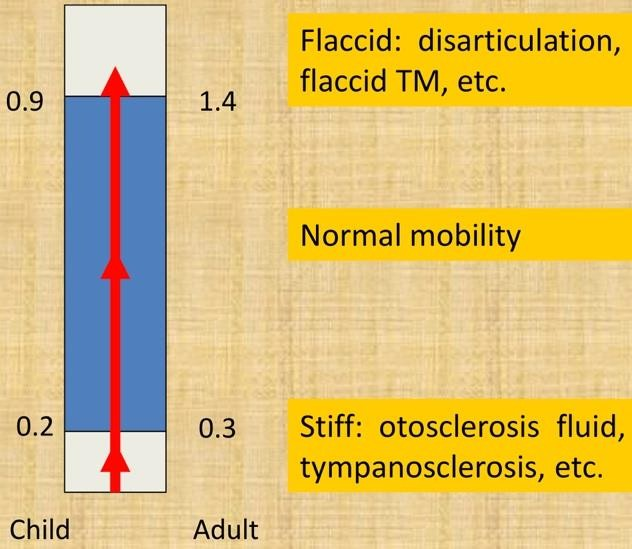 Flaccid: disarticulation,
flaccid TM, etc.
0.9
1.4
Normal mobility
0.2
0.3
Stiff: otosclerosis fluid,
tympanosclerosis, etc.
Child
Adult